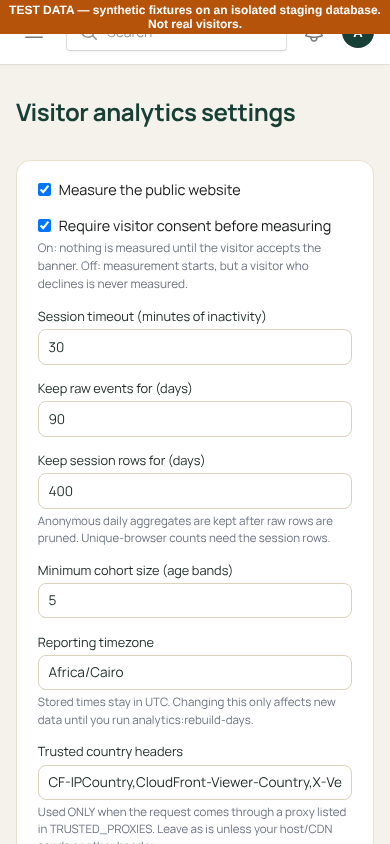 TEST DATA — synthetic fixtures on an isolated staging database.
Not real visitors.
Search
A
Visitor analytics settings
Measure the public website
Require visitor consent before measuring
On: nothing is measured until the visitor accepts the
banner. Off: measurement starts, but a visitor who
declines is never measured.
Session timeout (minutes of inactivity)
30
Keep raw events for (days)
90
Keep session rows for (days)
400
Anonymous daily aggregates are kept after raw rows are
pruned. Unique-browser counts need the session rows.
Minimum cohort size (age bands)
5
Reporting timezone
Africa/Cairo
Stored times stay in UTC. Changing this only affects new
data until you run analytics:rebuild-days.
Trusted country headers
CF-IPCountry,CloudFront-Viewer-Country,X-Ve
Used ONLY when the request comes through a proxy listed
in TRUSTED_PROXIES. Leave as is unless your host/CDN